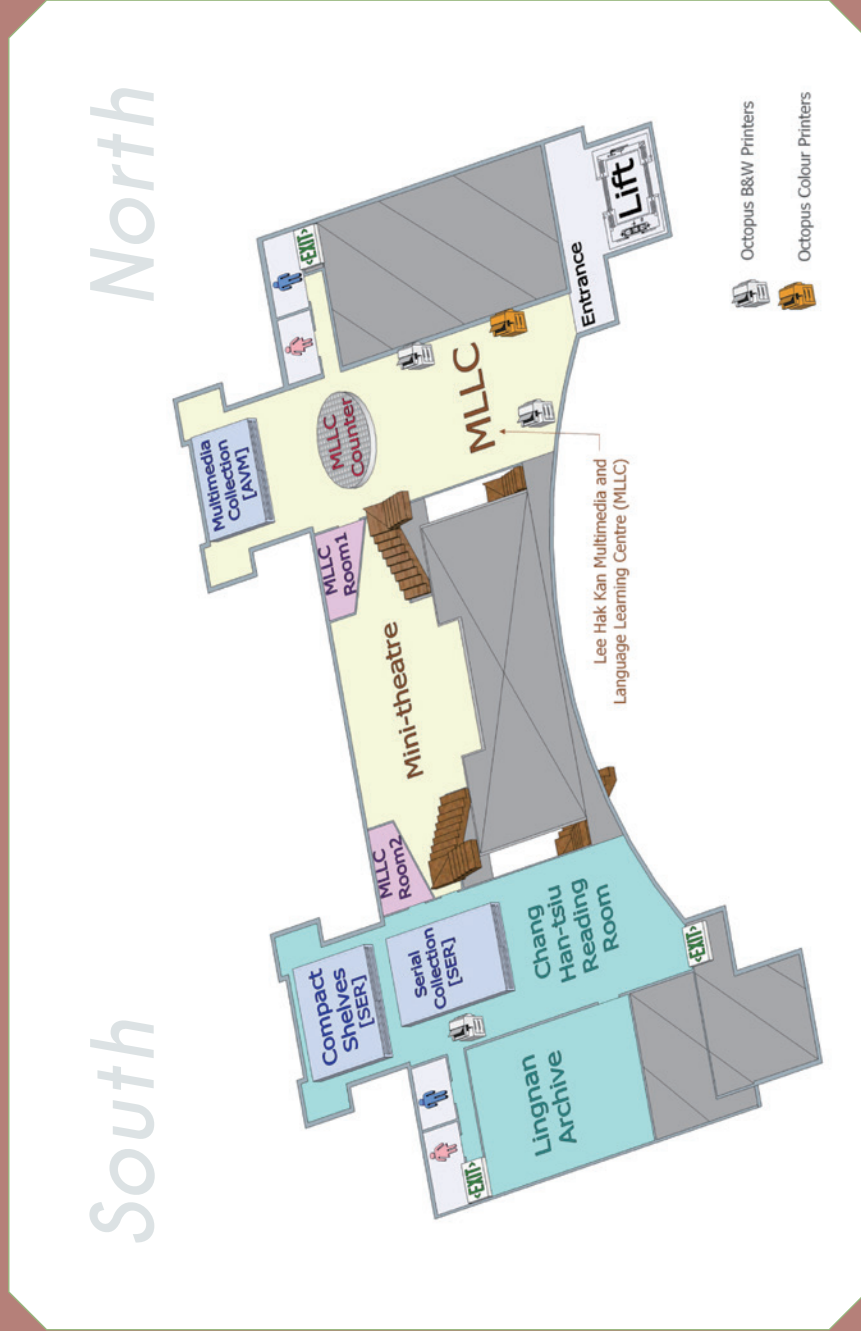 South
North
Compact
Shelves
[SER]
Serial
Collection
[SER]
Chang
Han-tsiu
Reading
Room
Lingnan
Archive
<EXIT>
<EXIT>
MLLC
Room2
Mini-theatre
MLLC
Room1
Multimedia
Collection
[AVM]
MLLC
Counter
MLLC
<EXIT>
Entrance
Lift
Lee Hak Kan Multimedia and
Language Learning Centre (MLLC)
Octopus B&W Printers
Octopus Colour Printers